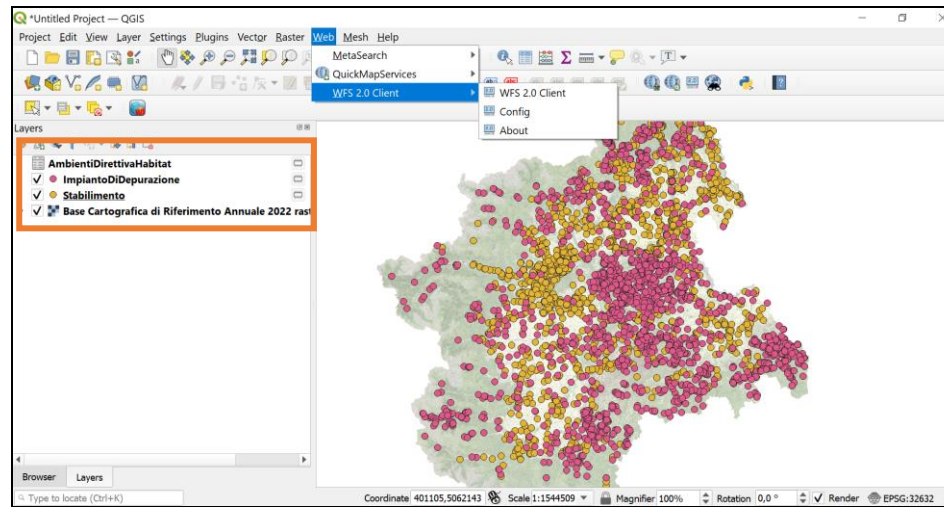 *Untitled Project — QGIS
Project Edit View Layer Settings Plugins Vector Raster Web Mesh Help
MetaSearch
QuickMapServices
WFS 2.0 Client
WFS 2.0 Client
Config
About
Layers
AmbientiDirettivaHabitat
ImpiantoDiDepurazione
Stabilimento
Base Cartografica di Riferimento Annuale 2022 rast
Browser Layers
Type to locate (Ctrl+K)
Coordinate 401105,5062143 Scale 1:1544509 Magnifier 100% Rotation 0,0 ° Render EPSG:32632